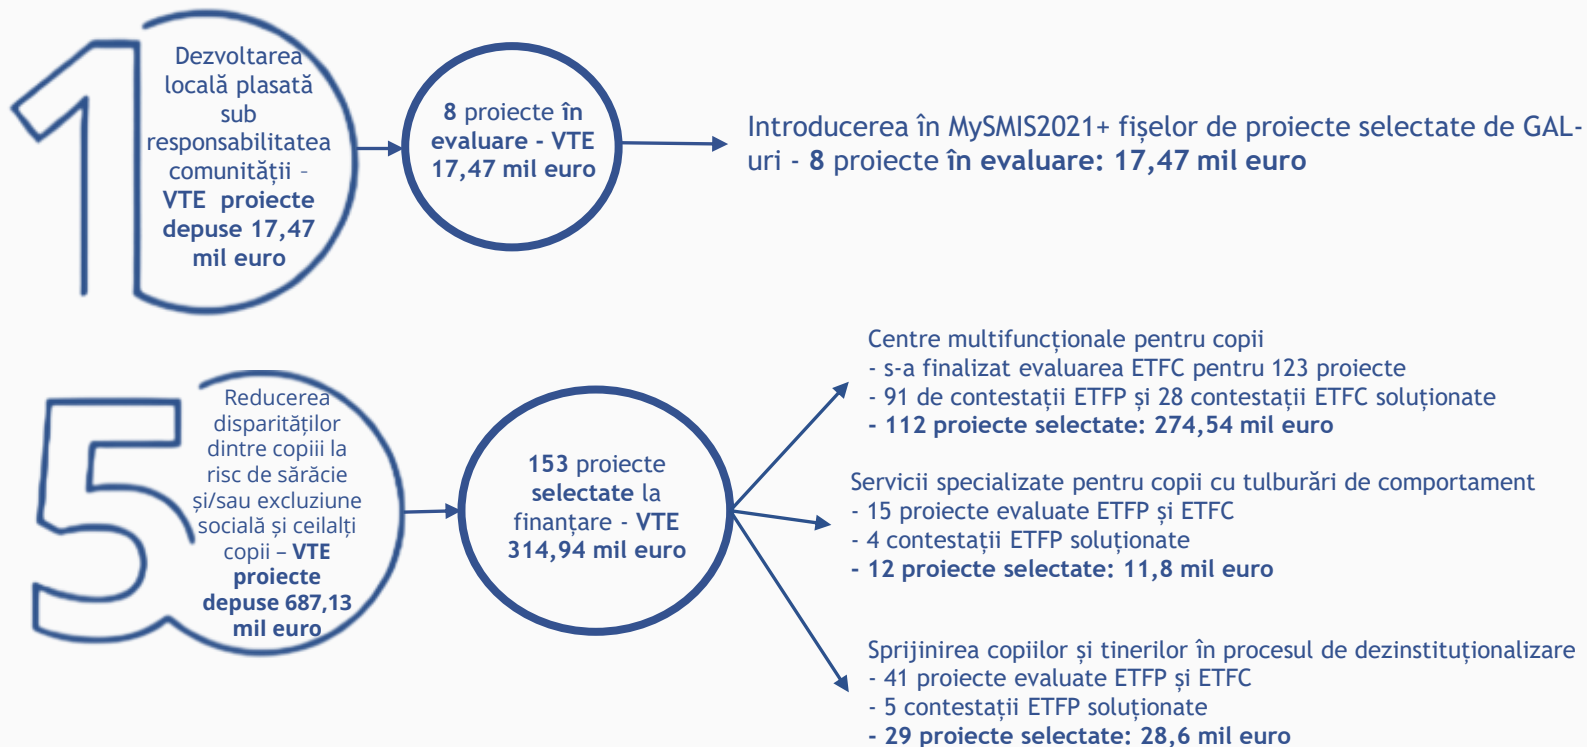 1
Dezvoltarea
locală plasată
sub
responsabilitatea
comunității –
VTE proiecte
depuse 17,47
mil euro
8 proiecte în
evaluare - VTE
17,47 mil euro
Introducerea în MySMIS2021+ fișelor de proiecte selectate de GAL-
uri - 8 proiecte în evaluare: 17,47 mil euro
5
Reducerea
disparităților
dintre copiii la
risc de sărăcie
și/sau excluziune
socială și ceilalți
copii – VTE
proiecte
depuse 687,13
mil euro
153 proiecte
selectate la
finanțare - VTE
314,94 mil euro
Centre multifuncționale pentru copii
- s-a finalizat evaluarea ETFC pentru 123 proiecte
- 91 de contestații ETFP și 28 contestații ETFC soluționate
- 112 proiecte selectate: 274,54 mil euro
Servicii specializate pentru copii cu tulburări de comportament
- 15 proiecte evaluate ETFP și ETFC
- 4 contestații ETFP soluționate
- 12 proiecte selectate: 11,8 mil euro
Sprijinirea copiilor și tinerilor în procesul de dezinstituționalizare
- 41 proiecte evaluate ETFP și ETFC
- 5 contestații ETFP soluționate
- 29 proiecte selectate: 28,6 mil euro